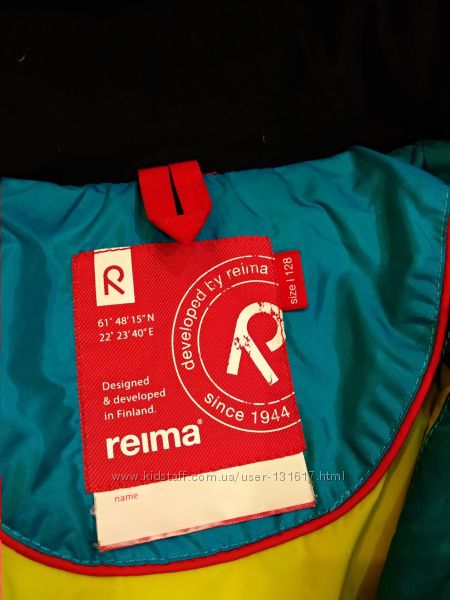 R
61° 48' 15" N
22° 23' 40" E
Designed
& developed
in Finland.
reima®
developed by reima
R
since 1944
size | 128
name
www.kidstaff.com.ua/user-131617.html